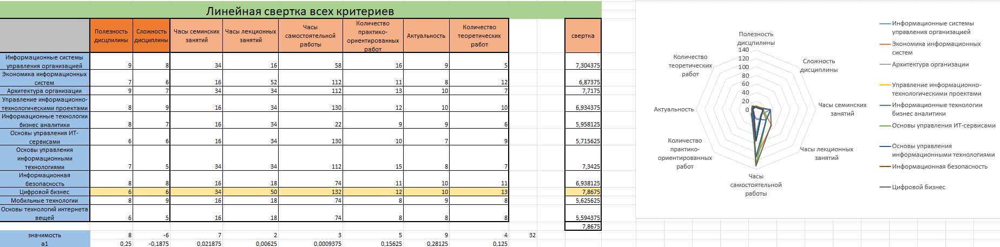 Линейная свертка всех критериев
Полезность дисцпилины | Сложность дисциплины | Часы семинских занятий | Часы лекционных занятий | Часы самостоятельной работы | Количество практико-ориентированных работ | Актуальность | Количество теоретических работ | свертка
Информационные системы управления организацией | 9 | 8 | 34 | 16 | 58 | 16 | 9 | 5 | 7,304375
Экономика информационных систем | 7 | 6 | 16 | 52 | 112 | 11 | 8 | 12 | 6,87375
Архитектура организации | 9 | 7 | 34 | 34 | 112 | 13 | 10 | 7 | 7,7175
Управление информационно-технологическими проектами | 8 | 9 | 16 | 34 | 130 | 12 | 10 | 10 | 6,934375
Информационные технологии бизнес аналитики | 8 | 7 | 16 | 34 | 22 | 9 | 9 | 6 | 5,958125
Основы управления ИТ-сервисами | 6 | 6 | 16 | 34 | 130 | 10 | 7 | 9 | 5,715625
Основы управления информационными технологиями | 7 | 5 | 34 | 34 | 112 | 15 | 8 | 7 | 7,3425
Информационная безопасность | 8 | 8 | 16 | 18 | 74 | 11 | 10 | 11 | 6,938125
Цифровой бизнес | 6 | 6 | 34 | 50 | 132 | 12 | 10 | 13 | 7,8675
Мобильные технологии | 8 | 9 | 16 | 18 | 74 | 8 | 9 | 8 | 5,625625
Основы технологий интернета вещей | 6 | 5 | 16 | 18 | 74 | 8 | 8 | 8 | 5,594375
7,8675
значимость | 8 | -6 | 7 | 2 | 3 | 5 | 9 | 4 | 32
a1 | 0,25 | -0,1875 | 0,021875 | 0,00625 | 0,0009375 | 0,15625 | 0,28125 | 0,125
Полезность
дисцпилины
Сложность
дисциплины
Часы семинских
занятий
Часы лекционных
занятий
Часы
самостоятельной
работы
Количество
практико-
ориентированных
работ
Актуальность
Количество
теоретических
работ
140
120
100
80
60
40
20
0
Информационные системы
управления организацией
Экономика информационных
систем
Архитектура организации
Управление информационно-
технологическими проектами
Информационные технологии
бизнес аналитики
Основы управления ИТ-сервисами
Основы управления
информационными технологиями
Информационная безопасность
Цифровой бизнес